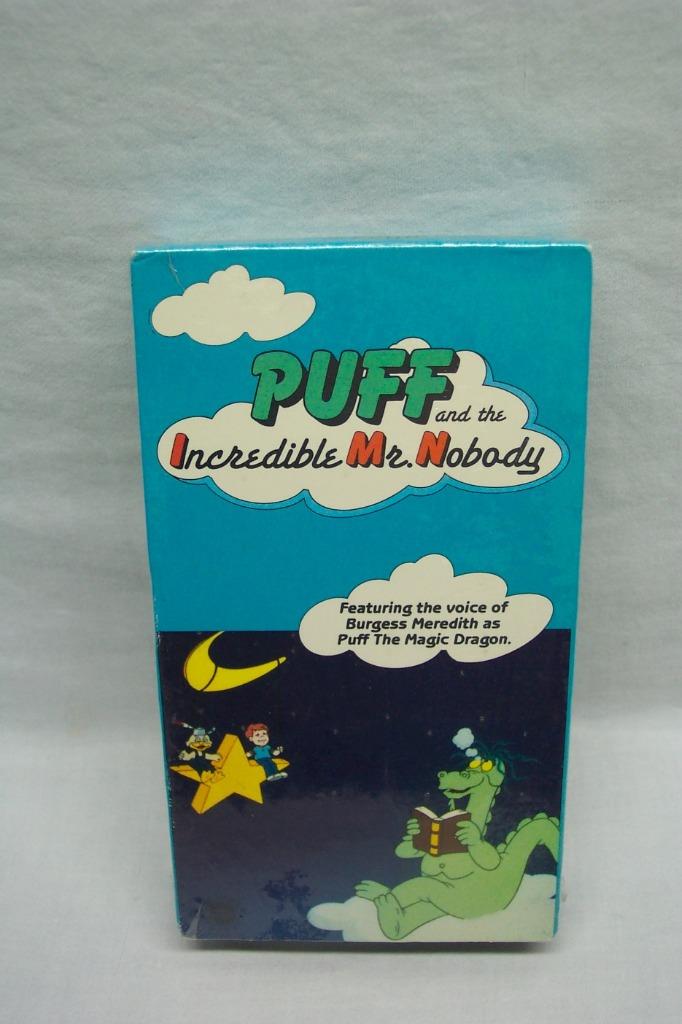 PUFF
and the
Incredible Mr. Nobody
Featuring the voice of
Burgess Meredith as
Puff The Magic Dragon.